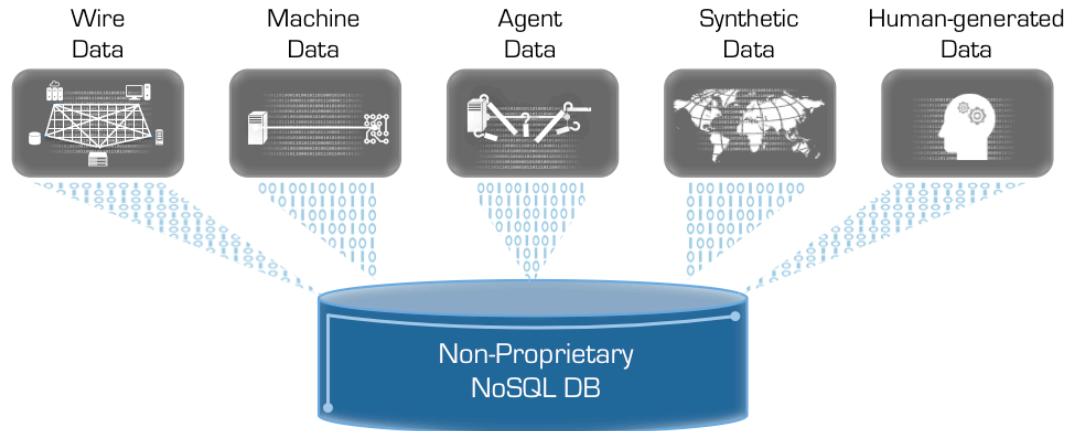 Wire
Data
Machine
Data
Agent
Data
Synthetic
Data
Human-generated
Data
Non-Proprietary
NoSQL DB